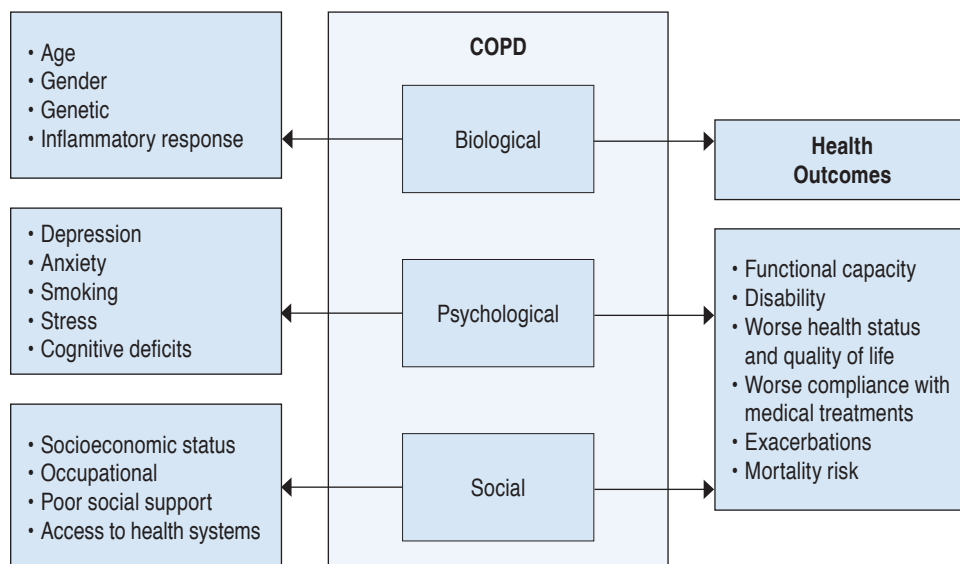 • Age
• Gender
• Genetic
• Inflammatory response
• Depression
• Anxiety
• Smoking
• Stress
• Cognitive deficits
• Socioeconomic status
• Occupational
• Poor social support
• Access to health systems
COPD
Biological
Psychological
Social
Health
Outcomes
• Functional capacity
• Disability
• Worse health status
and quality of life
• Worse compliance with
medical treatments
• Exacerbations
• Mortality risk